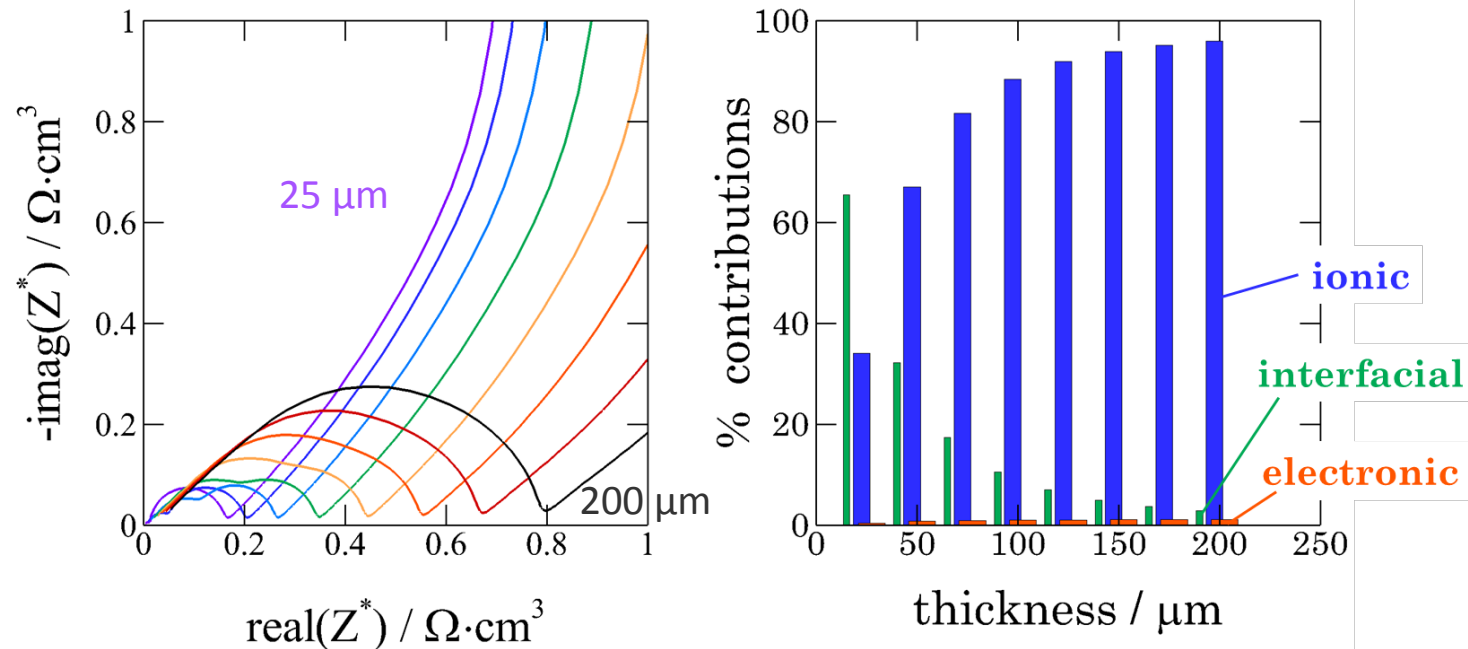 -imag(Z*) / Ω·cm³
1
0.8
0.6
0.4
0.2
0
0
0.2
0.4
0.6
0.8
1
real(Z*) / Ω·cm³
25 μm
200 μm
% contributions
100
80
60
40
20
0
0
50
100
150
200
250
thickness / μm
ionic
interfacial
electronic